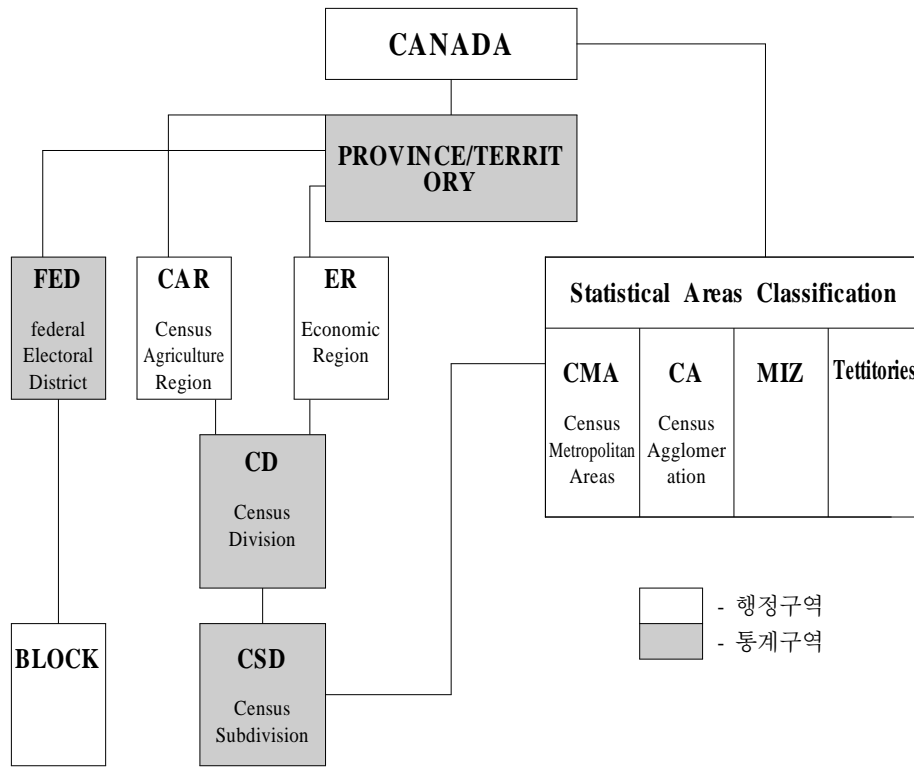 CANADA
PROVINCE/TERRIT
ORY
FED
federal
Electoral
District
CAR
Census
Agriculture
Region
ER
Economic
Region
Statistical Areas Classification
CMA
Census
Metropolitan
Areas
CA
Census
Agglomer
ation
MIZ
Tettitories
CD
Census
Division
BLOCK
CSD
Census
Subdivision
- 행정구역
- 통계구역